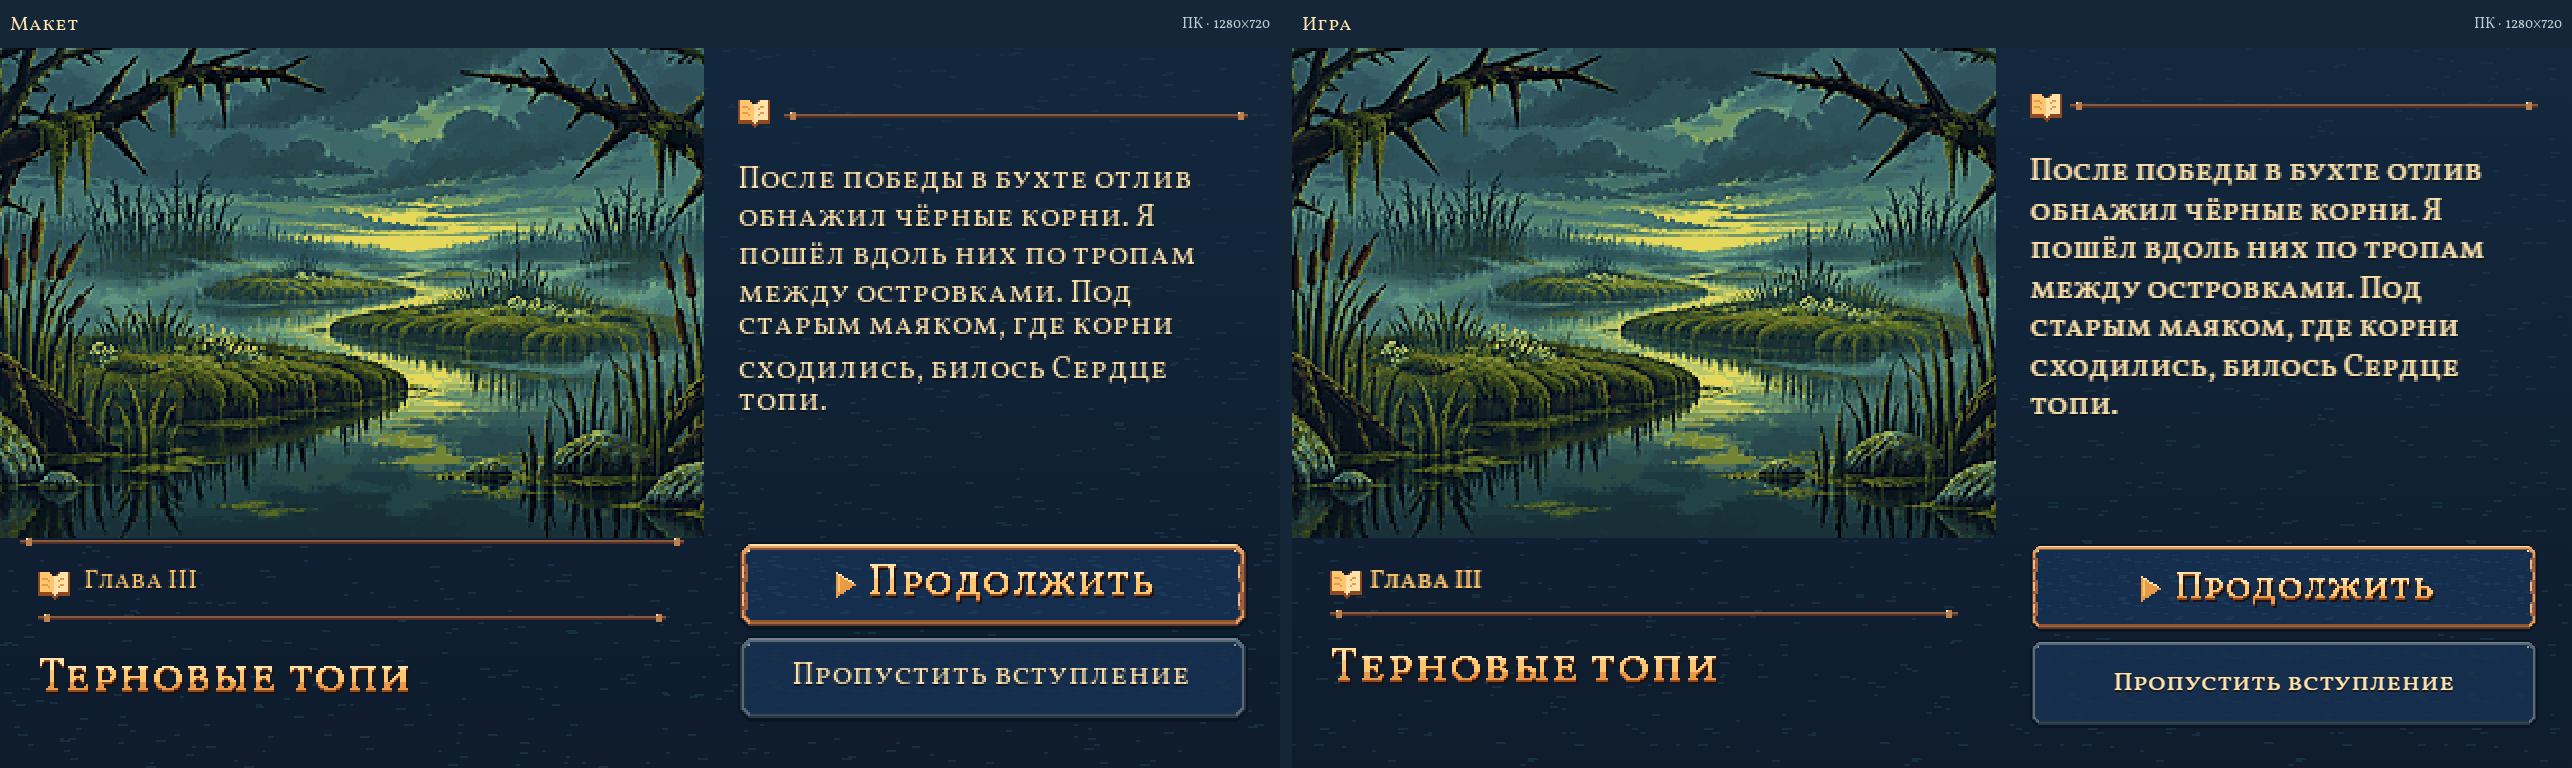 Макет
ПК · 1280×720
После победы в бухте отлив
обнажил чёрные корни. Я
пошёл вдоль них по тропам
между островками. Под
старым маяком, где корни
сходились, билось Сердце
топи.
Глава III
Терновые топи
Продолжить
Пропустить вступление
Игра
ПК · 1280×720
После победы в бухте отлив
обнажил чёрные корни. Я
пошёл вдоль них по тропам
между островками. Под
старым маяком, где корни
сходились, билось Сердце
топи.
Глава III
Терновые топи
Продолжить
Пропустить вступление